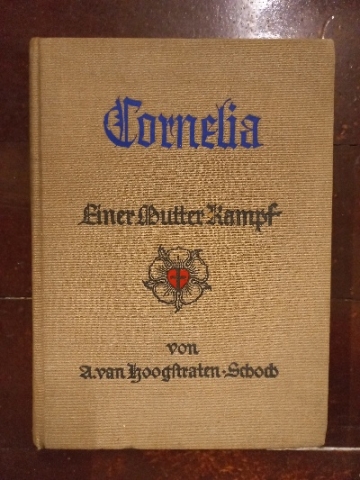 Cornelia
Einer Mutter Kampf
von
A. van Hoogstraten-Schoch